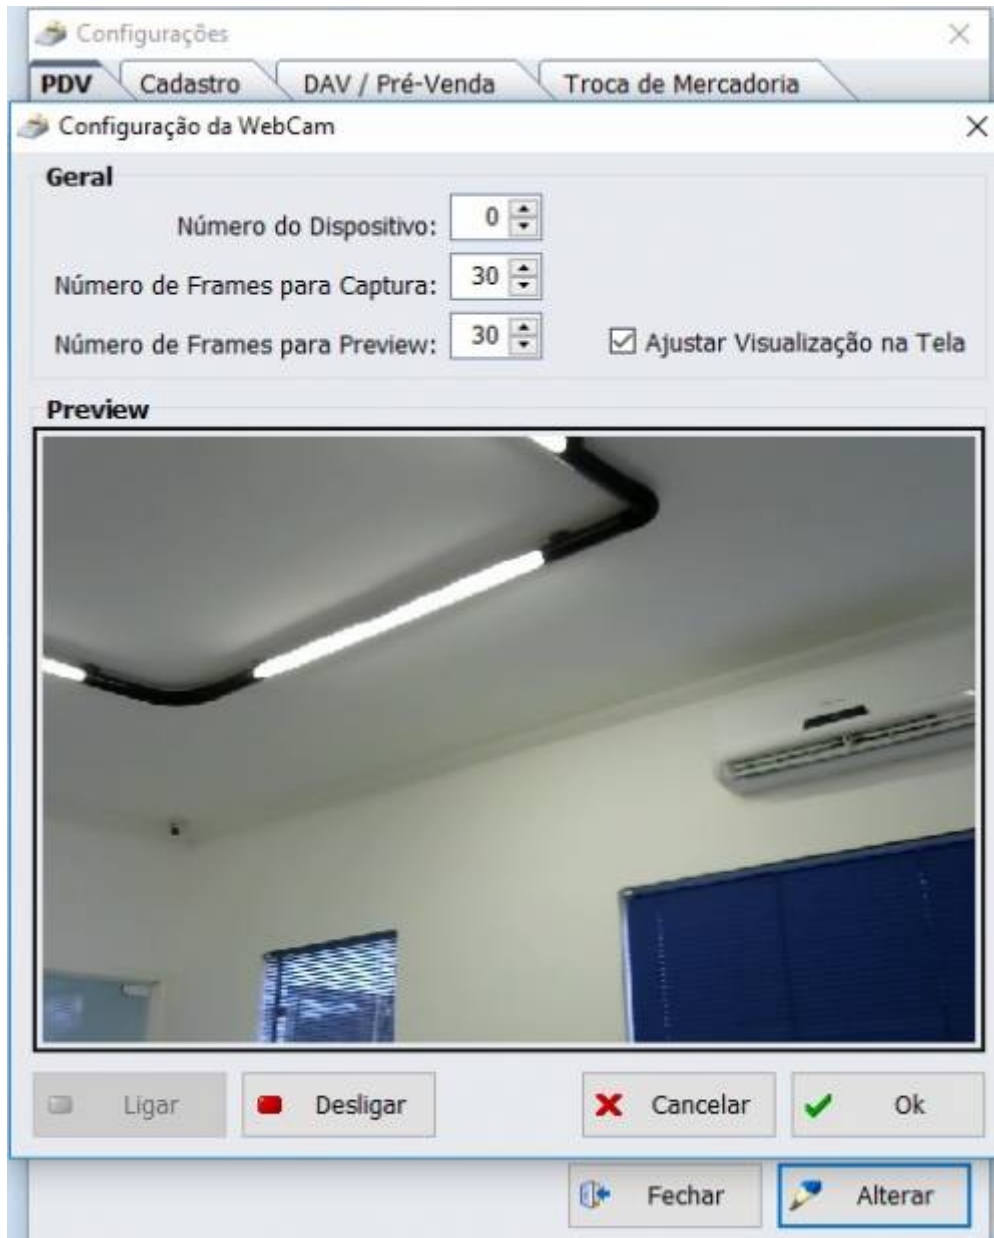 Configurações
PDV Cadastro DAV / Pré-Venda Troca de Mercadoria
Configuração da WebCam
Geral
Número do Dispositivo: 0
Número de Frames para Captura: 30
Número de Frames para Preview: 30 Ajustar Visualização na Tela
Preview
Ligar Desligar Cancelar Ok
Fechar Alterar